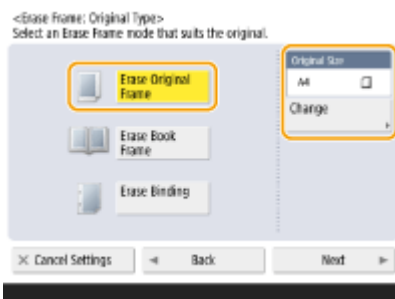 <Erase Frame: Original Type>
Select an Erase Frame mode that suits the original.
Erase Original
Frame
Erase Book
Frame
Erase Binding
Original Size
A4
Change
× Cancel Settings
Back
Next